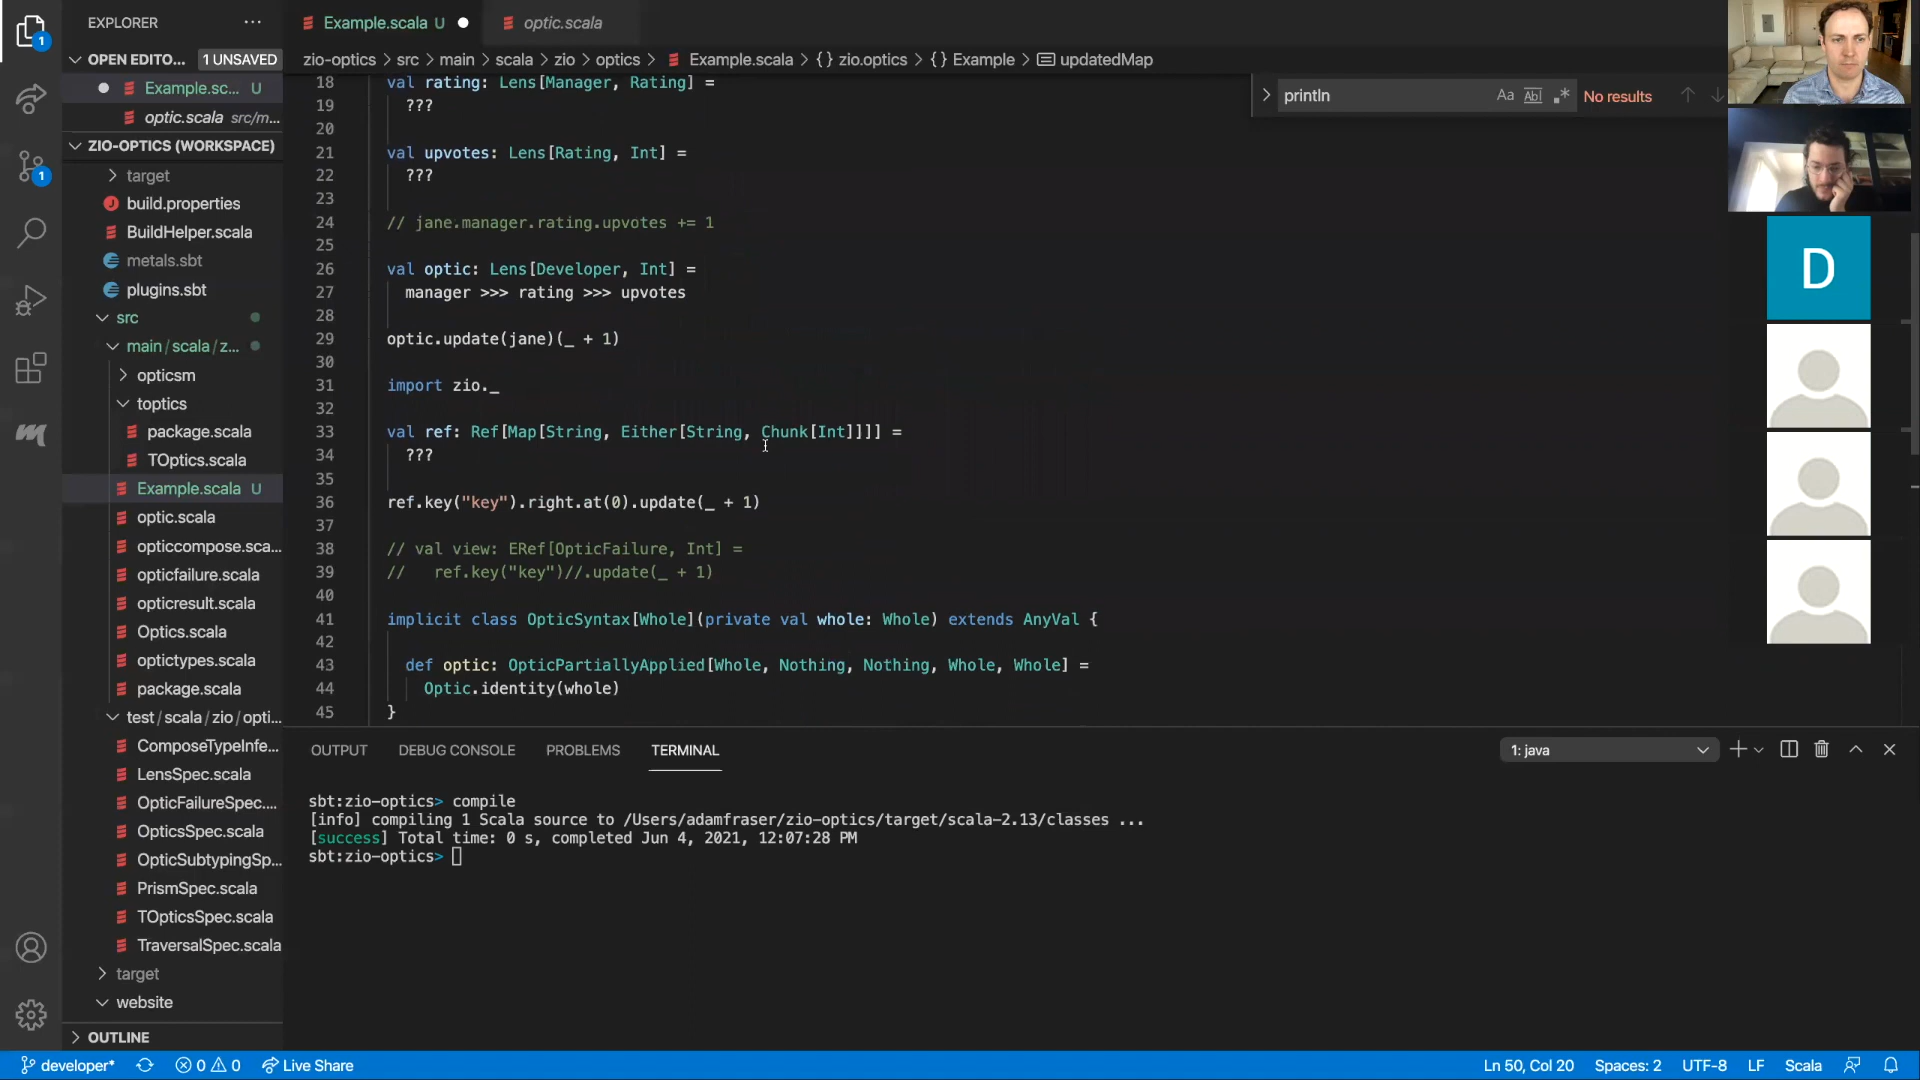 EXPLORER
OPEN EDITO... 1 UNSAVED
Example.sc... U
optic.scala src/m...
ZIO-OPTICS (WORKSPACE)
target
build.properties
BuildHelper.scala
metals.sbt
plugins.sbt
src
main/scala/z...
opticsm
toptics
package.scala
TOptics.scala
Example.scala U
optic.scala
opticcompose.sca...
opticfailure.scala
opticresult.scala
Optics.scala
optictypes.scala
package.scala
test/scala/zio/opti...
ComposeTypeInfe...
LensSpec.scala
OpticFailureSpec....
OpticsSpec.scala
OpticSubtypingSp...
PrismSpec.scala
TOpticsSpec.scala
TraversalSpec.scala
target
website
OUTLINE
1
1
Example.scala U
optic.scala
zio-optics > src > main > scala > zio > optics > Example.scala > {} zio.optics > {} Example > updatedMap
println Aa Abl .* No results
18 val rating: Lens[Manager, Rating] =
19 ???
20
21 val upvotes: Lens[Rating, Int] =
22 ???
23
24 // jane.manager.rating.upvotes += 1
25
26 val optic: Lens[Developer, Int] =
27 manager >>> rating >>> upvotes
28
29 optic.update(jane)(_ + 1)
30
31 import zio._
32
33 val ref: Ref[Map[String, Either[String, Chunk[Int]]]] =
34 ???
35
36 ref.key("key").right.at(0).update(_ + 1)
37
38 // val view: ERef[OpticFailure, Int] =
39 // ref.key("key")//.update(_ + 1)
40
41 implicit class OpticSyntax[Whole](private val whole: Whole) extends AnyVal {
42
43 def optic: OpticPartiallyApplied[Whole, Nothing, Nothing, Whole, Whole] =
44 Optic.identity(whole)
45 }
D
OUTPUT DEBUG CONSOLE PROBLEMS TERMINAL
1: java
sbt:zio-optics> compile
[info] compiling 1 Scala source to /Users/adamfraser/zio-optics/target/scala-2.13/classes ...
[success] Total time: 0 s, completed Jun 4, 2021, 12:07:28 PM
sbt:zio-optics>
developer* 0 0 Live Share
Ln 50, Col 20 Spaces: 2 UTF-8 LF Scala